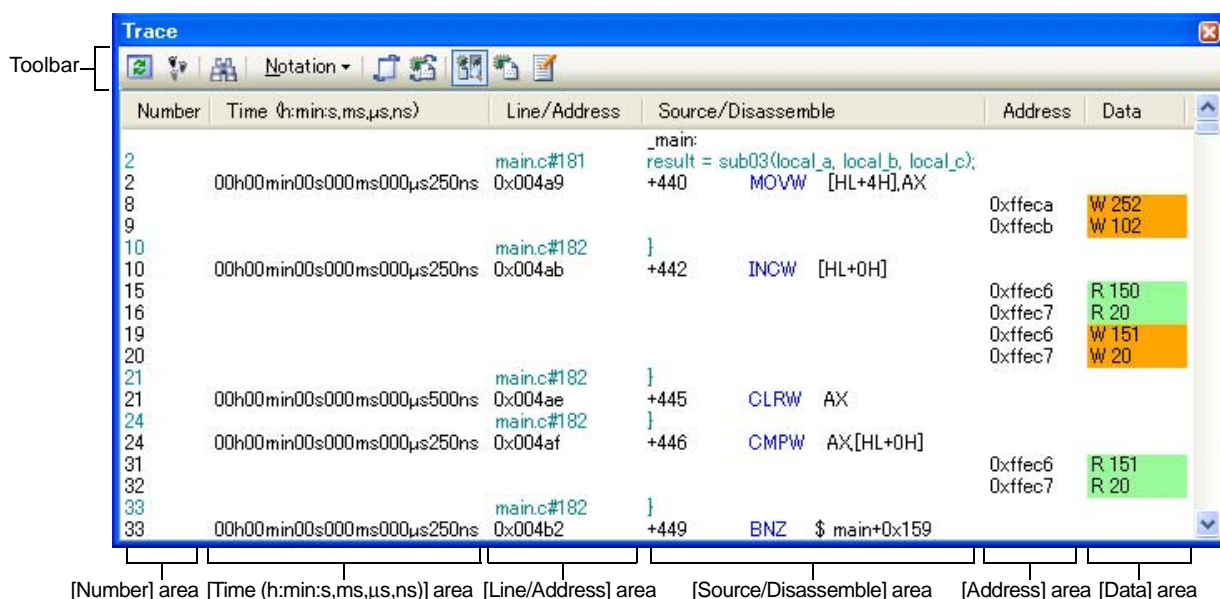 Trace
Toolbar
Notation
Number Time (h:min:s,ms,μs,ns) Line/Address Source/Disassemble Address Data
_main:
2 main.c#181 result = sub03(local_a, local_b, local_c);
2 00h00min00s000ms000μs250ns 0x004a9 +440 MOVW [HL+4H],AX
8 0xffeca W 252
9 0xffecb W 102
10 main.c#182 }
10 00h00min00s000ms000μs250ns 0x004ab +442 INCW [HL+0H]
15 0xffec6 R 150
16 0xffec7 R 20
19 0xffec6 W 151
20 0xffec7 W 20
21 main.c#182 }
21 00h00min00s000ms000μs500ns 0x004ae +445 CLRW AX
24 main.c#182 }
24 00h00min00s000ms000μs250ns 0x004af +446 CMPW AX,[HL+0H]
31 0xffec6 R 151
32 0xffec7 R 20
33 main.c#182 }
33 00h00min00s000ms000μs250ns 0x004b2 +449 BNZ $ main+0x159
[Number] area [Time (h:min:s,ms,μs,ns)] area [Line/Address] area [Source/Disassemble] area [Address] area [Data] area